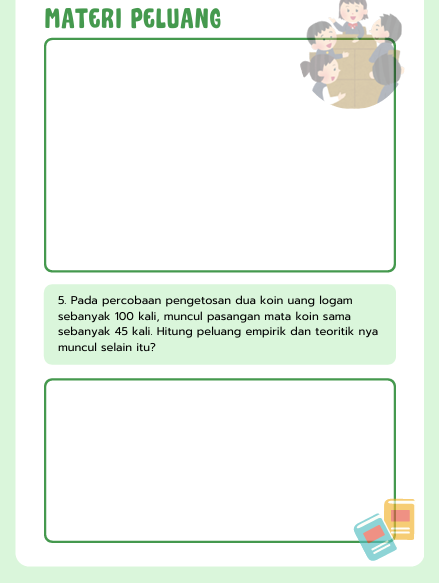 MATERI PELUANG
5. Pada percobaan pengetosan dua koin uang logam
sebanyak 100 kali, muncul pasangan mata koin sama
sebanyak 45 kali. Hitung peluang empirik dan teoritik nya
muncul selain itu?